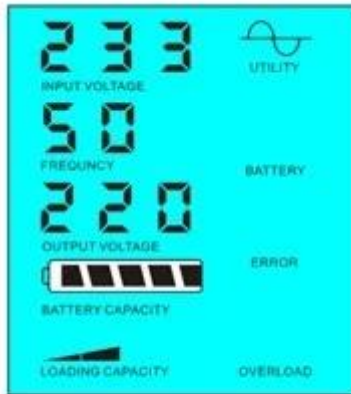 233
INPUT VOLTAGE
UTILITY
50
FREQUNCY
BATTERY
220
OUTPUT VOLTAGE
ERROR
BATTERY CAPACITY
LOADING CAPACITY
OVERLOAD